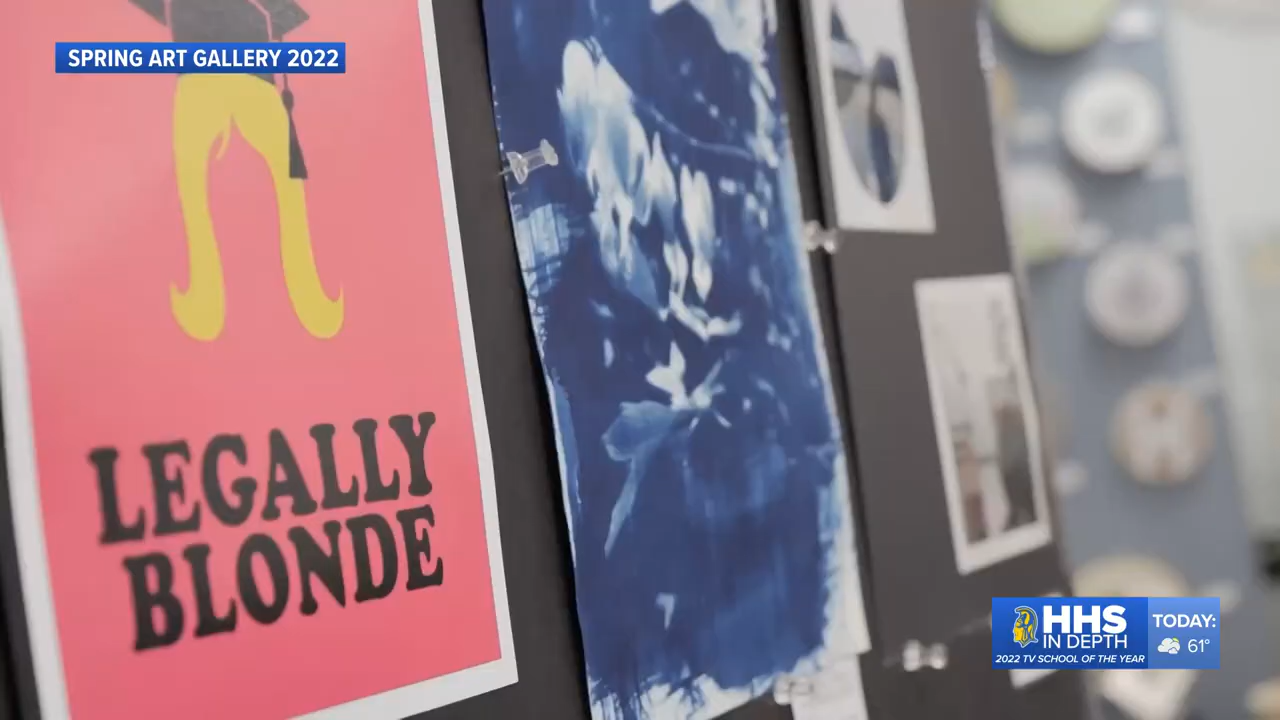 SPRING ART GALLERY 2022
LEGALLY
BLONDE
HHS
IN DEPTH
2022 TV SCHOOL OF THE YEAR
TODAY:
61°